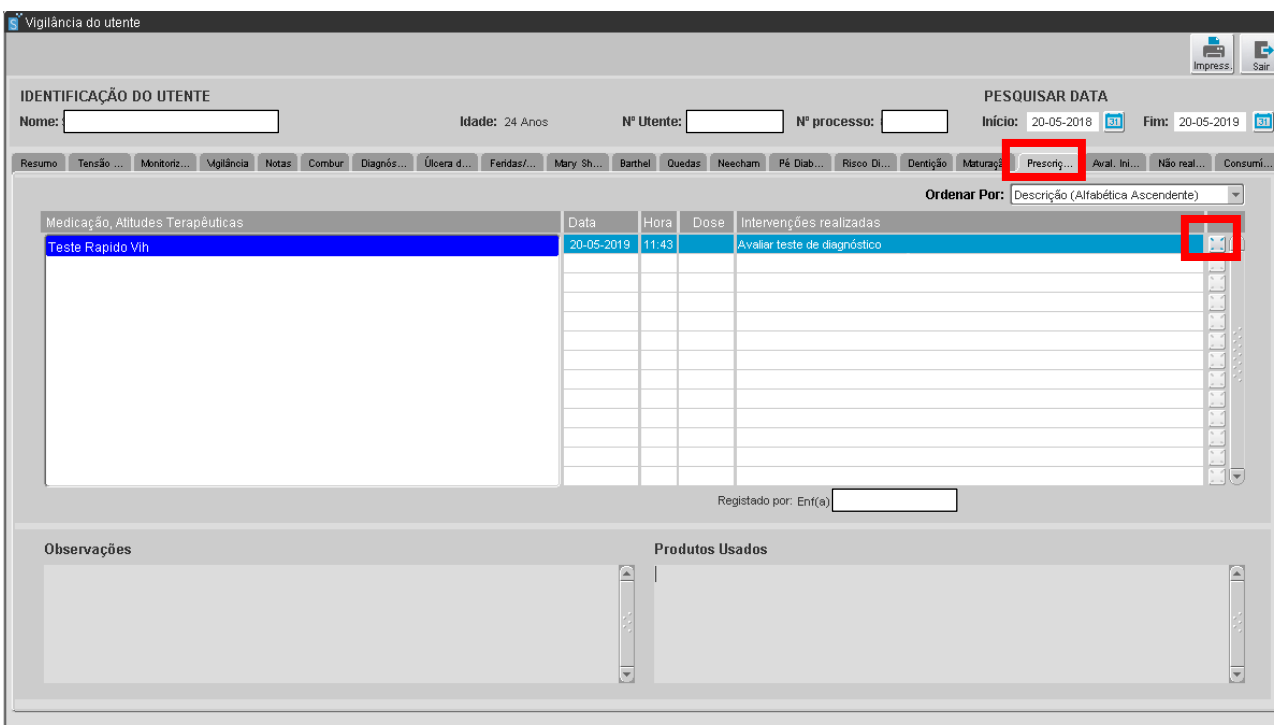 Vigilância do utente
Impress. Sair
IDENTIFICAÇÃO DO UTENTE PESQUISAR DATA
Nome: Idade: 24 Anos Nº Utente: Nº processo: Início: 20-05-2018 31 Fim: 20-05-2019 31
Resumo Tensão ... Monitoriz... Vigilância Notas Combur Diagnós... Úlcera d... Feridas/... Mary Sh... Barthel Quedas Neecham Pé Diab... Risco Di... Dentição Maturaçã Prescriç... Aval. Ini... Não real... Consumí...
Ordenar Por: Descrição (Alfabética Ascendente)
Medicação, Atitudes Terapêuticas Data Hora Dose Intervenções realizadas
Teste Rapido Vih 20-05-2019 11:43 Avaliar teste de diagnóstico
Registado por: Enf(a)
Observações Produtos Usados